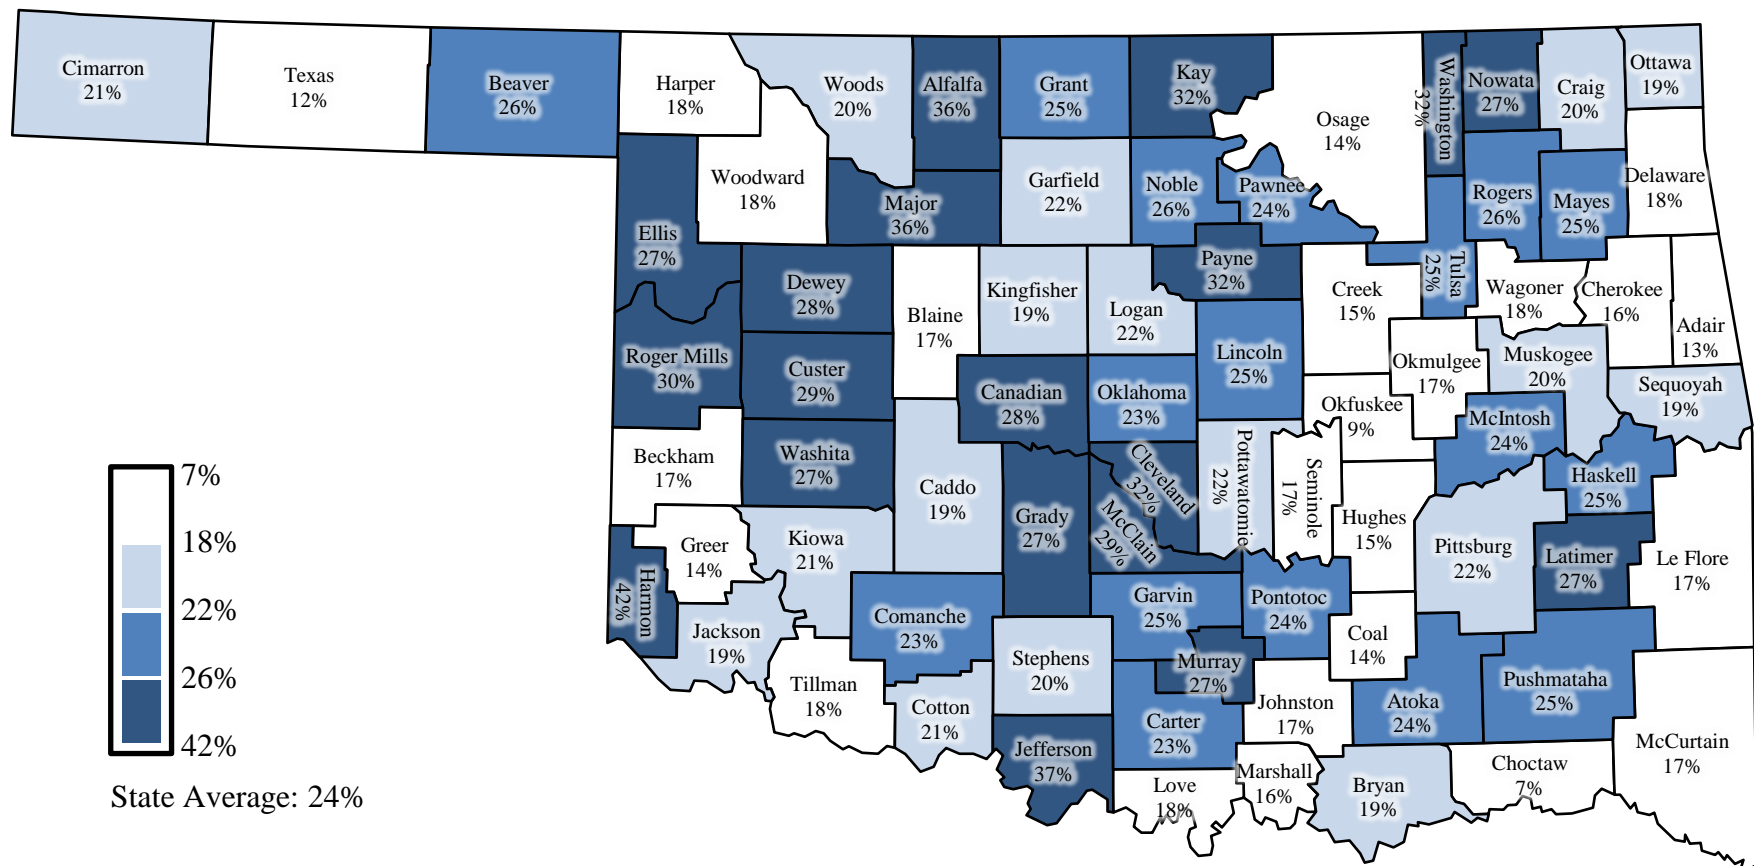 Cimarron
21%
Texas
12%
Beaver
26%
Harper
18%
Woods
20%
Alfalfa
36%
Grant
25%
Kay
32%
Osage
14%
Washington
32%
Nowata
27%
Craig
20%
Ottawa
19%
Woodward
18%
Major
36%
Garfield
22%
Noble
26%
Pawnee
24%
Rogers
26%
Mayes
25%
Delaware
18%
Ellis
27%
Dewey
28%
Blaine
17%
Kingfisher
19%
Logan
22%
Payne
32%
Creek
15%
Tulsa
25%
Wagoner
18%
Cherokee
16%
Adair
13%
Roger Mills
30%
Custer
29%
Canadian
28%
Oklahoma
23%
Lincoln
25%
Okmulgee
17%
Muskogee
20%
Sequoyah
19%
Okfuskee
9%
McIntosh
24%
Beckham
17%
Washita
27%
Caddo
19%
Grady
27%
Cleveland
32%
McClain
29%
Pottawatomie
22%
Seminole
17%
Hughes
15%
Haskell
25%
Pittsburg
22%
Latimer
27%
Le Flore
17%
Harmon
42%
Greer
14%
Kiowa
21%
Jackson
19%
Comanche
23%
Garvin
25%
Pontotoc
24%
Coal
14%
Stephens
20%
Murray
27%
Tillman
18%
Cotton
21%
Carter
23%
Johnston
17%
Atoka
24%
Pushmataha
25%
Jefferson
37%
Love
18%
Marshall
16%
Bryan
19%
Choctaw
7%
McCurtain
17%
7%
18%
22%
26%
42%
State Average: 24%